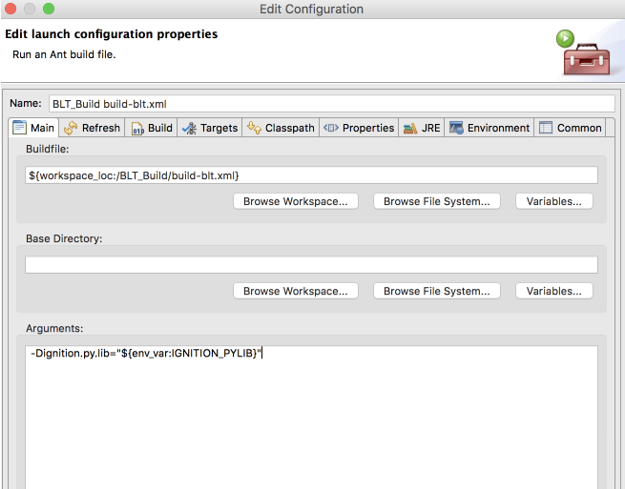 Edit Configuration
Edit launch configuration properties
Run an Ant build file.
Name: BLT_Build build-blt.xml
Main Refresh Build Targets Classpath Properties JRE Environment Common
Buildfile:
${workspace_loc:/BLT_Build/build-blt.xml}
Browse Workspace... Browse File System... Variables...
Base Directory:
Browse Workspace... Browse File System... Variables...
Arguments:
-Dignition.py.lib="${env_var:IGNITION_PYLIB}"